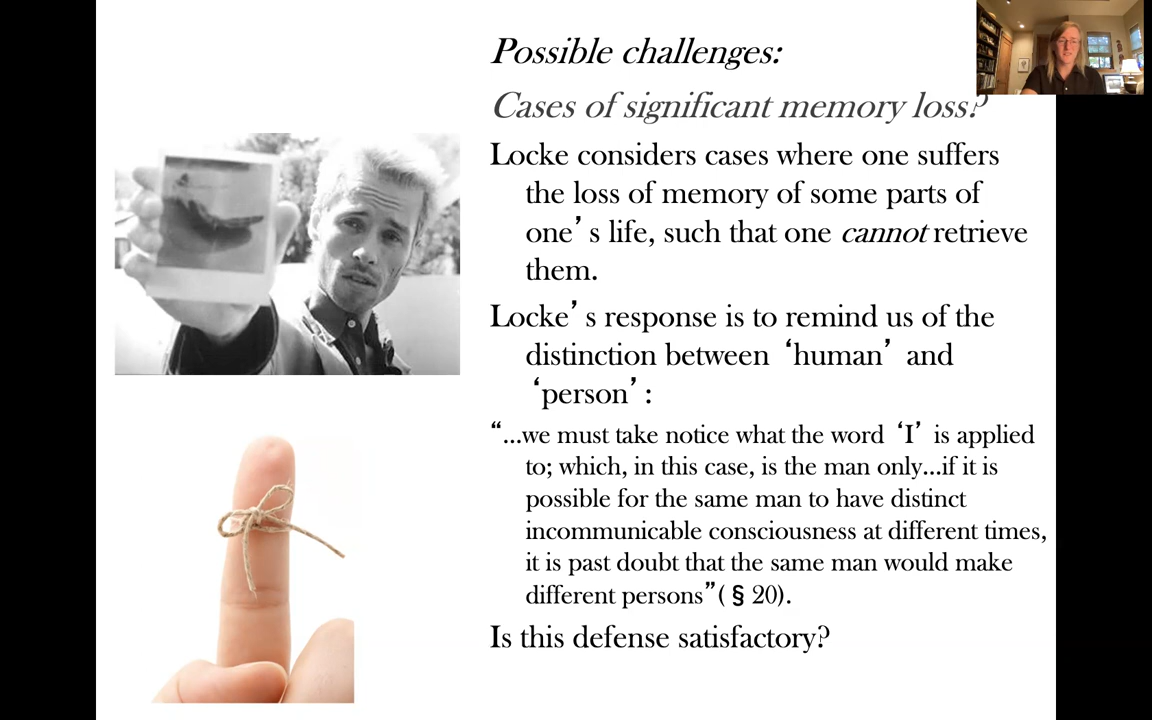 Possible challenges:
Cases of significant memory loss?
Locke considers cases where one suffers
the loss of memory of some parts of
one’s life, such that one cannot retrieve
them.
Locke’s response is to remind us of the
distinction between ‘human’ and
‘person’:
“...we must take notice what the word ‘I’ is applied
to; which, in this case, is the man only...if it is
possible for the same man to have distinct
incommunicable consciousness at different times,
it is past doubt that the same man would make
different persons”(§20).
Is this defense satisfactory?